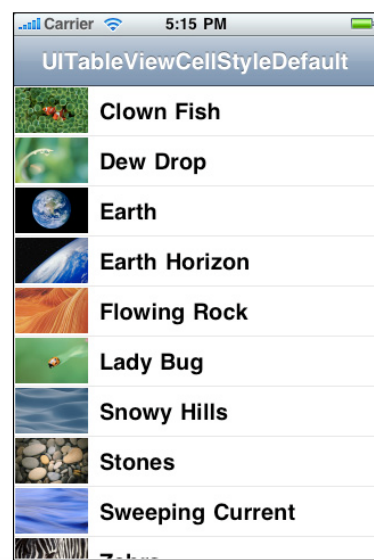 Carrier 5:15 PM
UITableViewCellStyleDefault
Clown Fish
Dew Drop
Earth
Earth Horizon
Flowing Rock
Lady Bug
Snowy Hills
Stones
Sweeping Current
Zebra